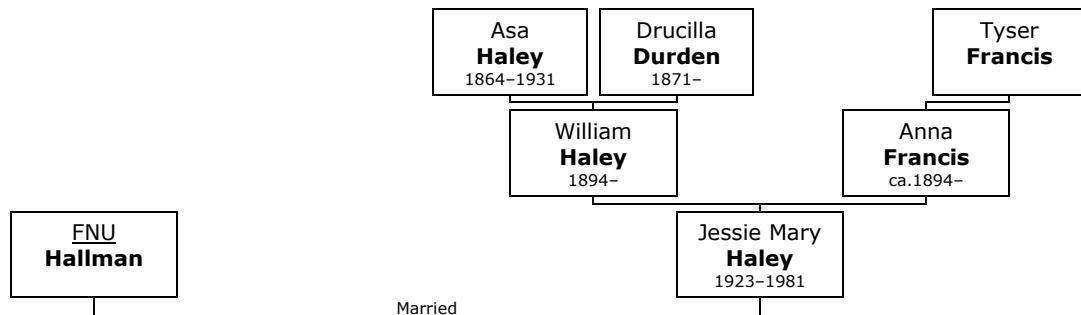 Asa
Haley
1864–1931
Drucilla
Durden
1871–
Tyser
Francis
William
Haley
1894–
Anna
Francis
ca.1894–
FNU
Hallman
Jessie Mary
Haley
1923–1981
Married